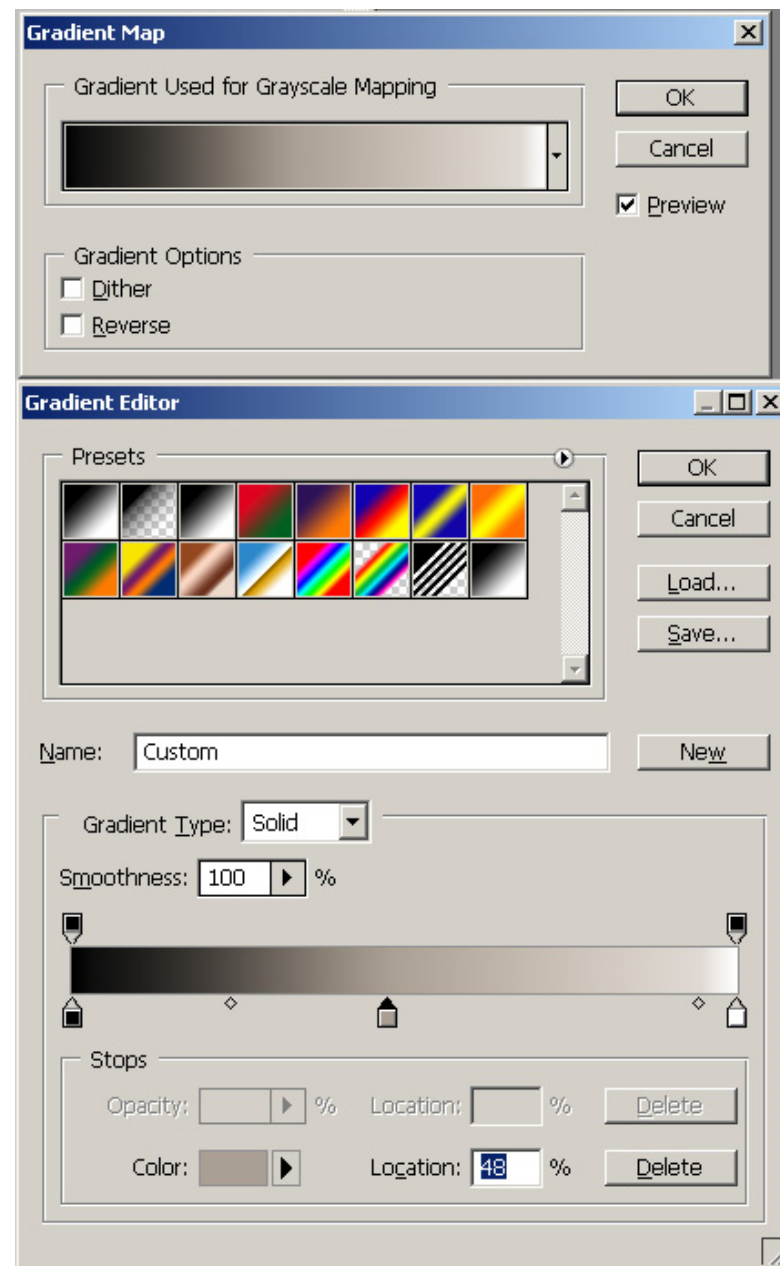 Gradient Map
Gradient Used for Grayscale Mapping
OK
Cancel
Preview
Gradient Options
Dither
Reverse
Gradient Editor
Presets
OK
Cancel
Load...
Save...
Name: Custom New
Gradient Type: Solid
Smoothness: 100 %
Stops
Opacity: % Location: % Delete
Color: Location: 48 % Delete